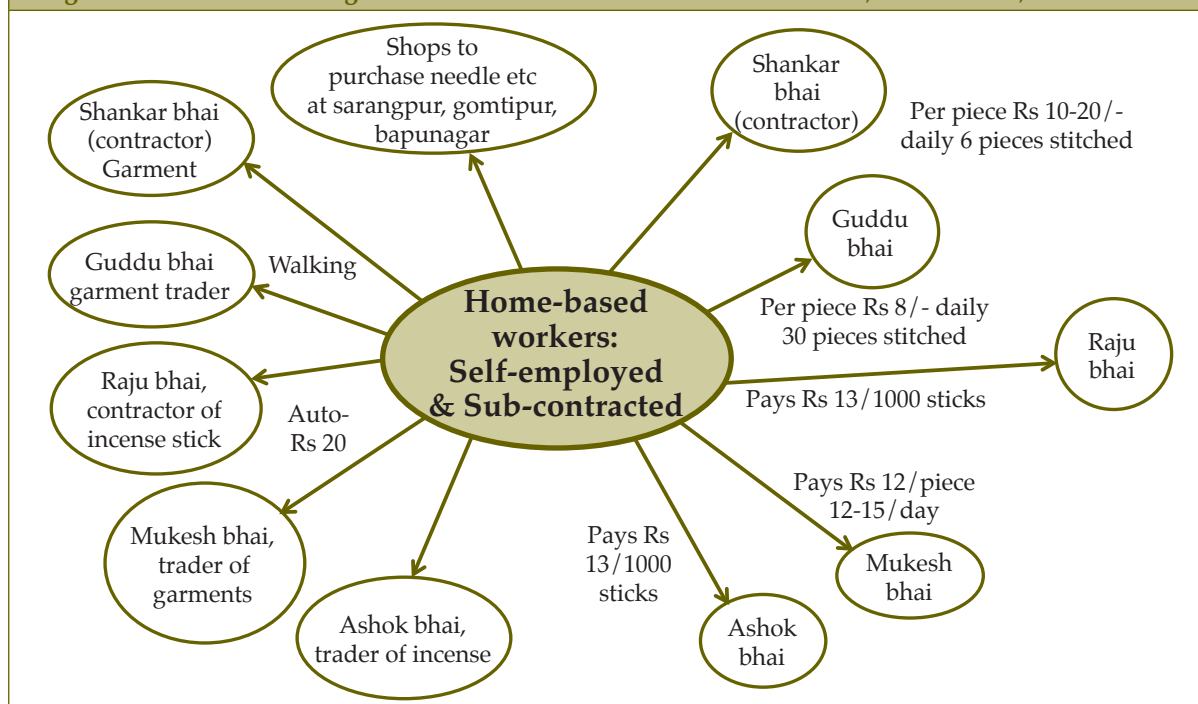 Shops to
purchase needle etc
at sarangpur, gomtipur,
bapunagar
Shankar
bhai
(contractor)
Per piece Rs 10-20/-
daily 6 pieces stitched
Shankar bhai
(contractor)
Garment
Guddu
bhai
Guddu bhai
garment trader
Walking
Home-based
workers:
Self-employed
& Sub-contracted
Per piece Rs 8/- daily
30 pieces stitched
Raju
bhai
Raju bhai,
contractor of
incense stick
Auto-
Rs 20
Pays Rs 13/1000 sticks
Pays Rs 12/piece
12-15/day
Mukesh bhai,
trader of
garments
Pays Rs
13/1000
sticks
Mukesh
bhai
Ashok bhai,
trader of incense
Ashok
bhai